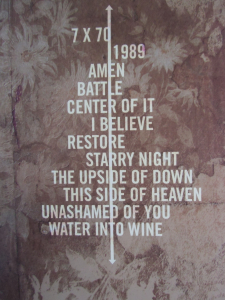 7 X 70
1989
AMEN
BATTLE
CENTER OF IT
I BELIEVE
RESTORE
STARRY NIGHT
THE UPSIDE OF DOWN
THIS SIDE OF HEAVEN
UNASHAMED OF YOU
WATER INTO WINE